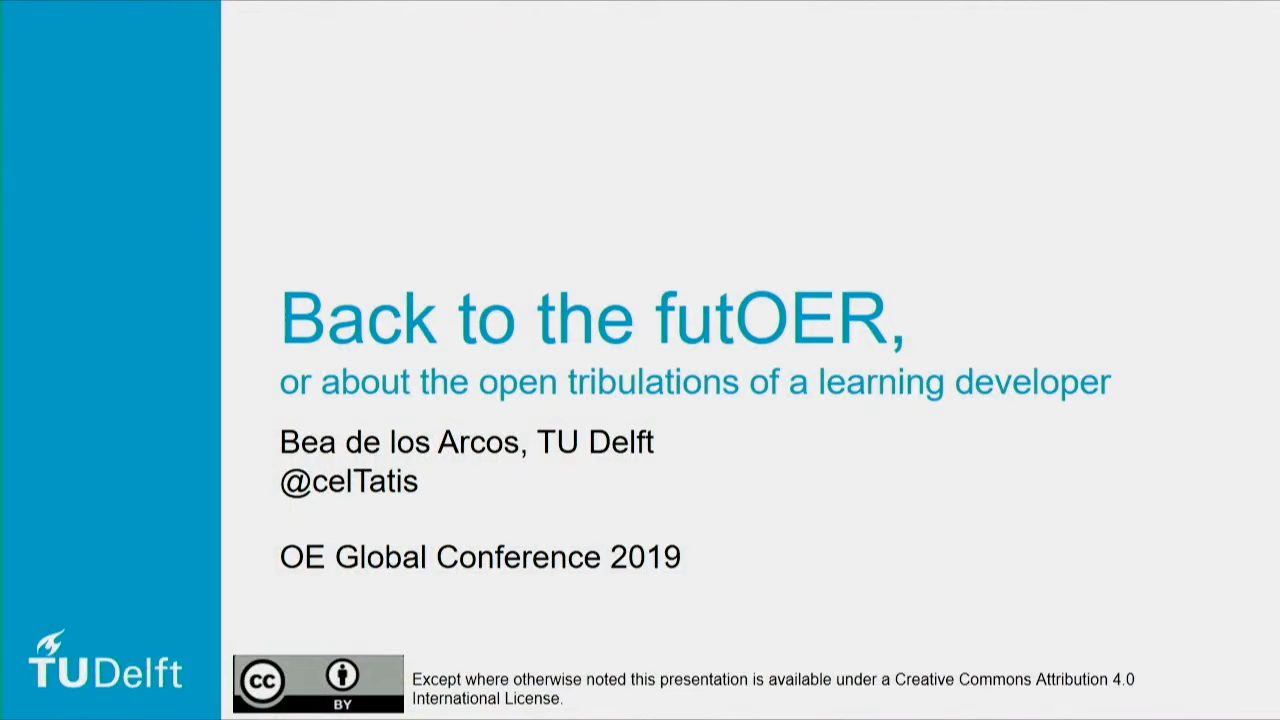 Back to the futOER,
or about the open tribulations of a learning developer
Bea de los Arcos, TU Delft
@celTatis
OE Global Conference 2019
TUDelft
CC
BY
Except where otherwise noted this presentation is available under a Creative Commons Attribution 4.0
International License.